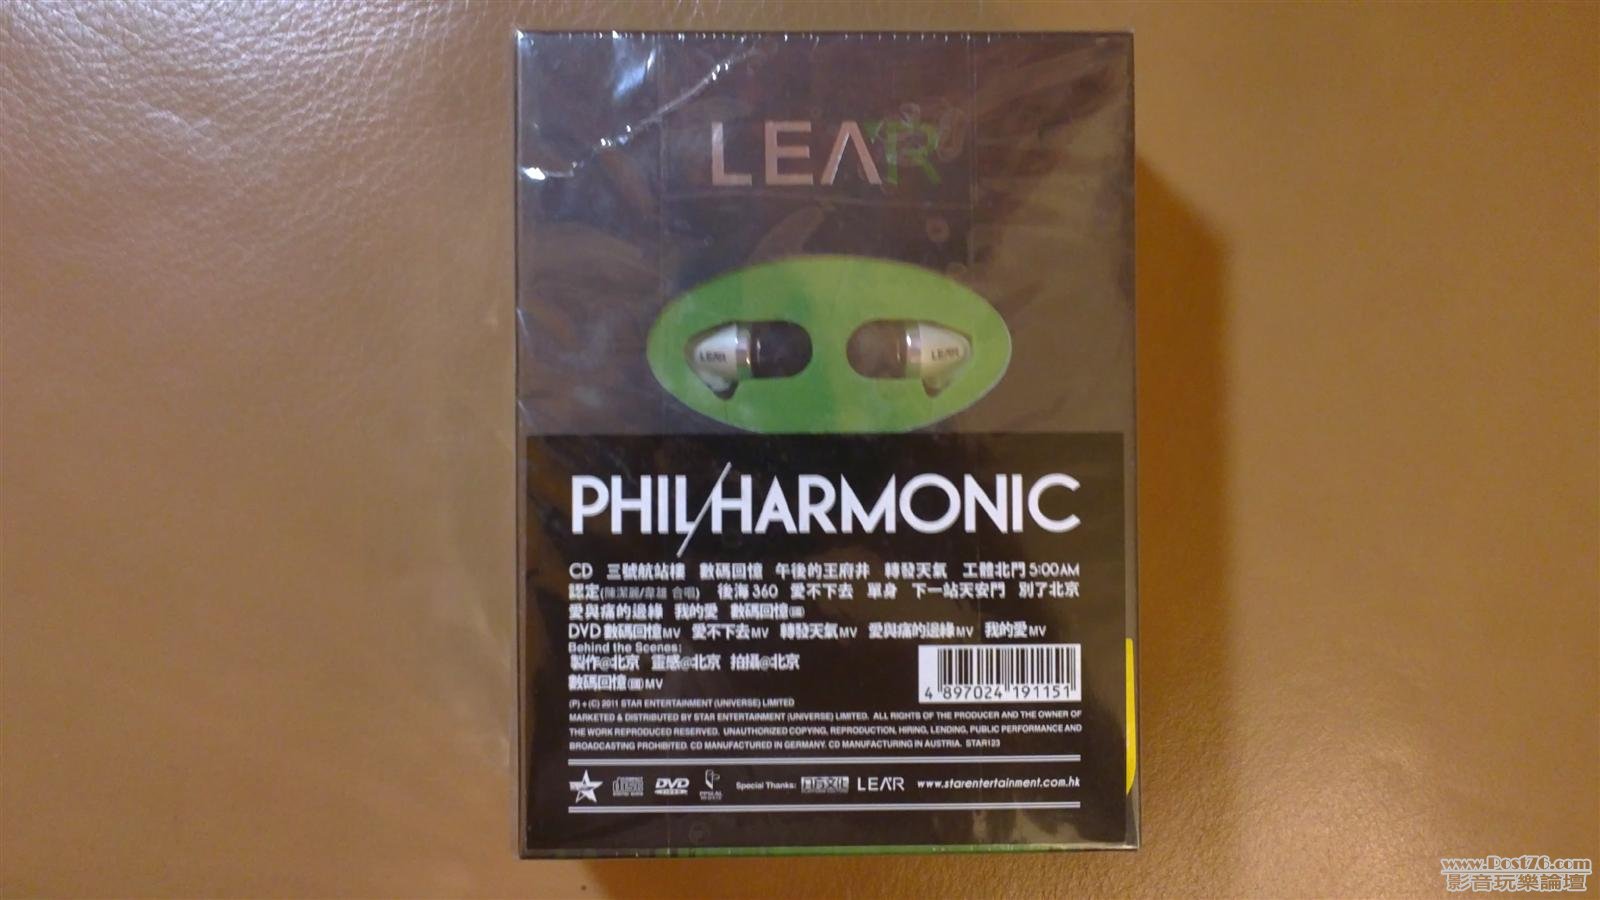 LEAR
LEAR LEAR
PHIL/HARMONIC
CD 三號航站樓 數碼回憶 午後的王府井 轉發天氣 工體北門 5:00AM
認定(陳潔麗/韋雄 合唱) 後海 360 愛不下去 單身 下一站天安門 別了北京
愛與痛的邊緣 我的愛 數碼回憶(國)
DVD 數碼回憶MV 愛不下去MV 轉發天氣MV 愛與痛的邊緣MV 我的愛MV
Behind the Scenes:
製作@北京 靈感@北京 拍攝@北京
數碼回憶(國)MV
4 897024 191151
(P) + (C) 2011 STAR ENTERTAINMENT (UNIVERSE) LIMITED
MARKETED & DISTRIBUTED BY STAR ENTERTAINMENT (UNIVERSE) LIMITED. ALL RIGHTS OF THE PRODUCER AND THE OWNER OF
THE WORK REPRODUCED RESERVED. UNAUTHORIZED COPYING, REPRODUCTION, HIRING, LENDING, PUBLIC PERFORMANCE AND
BROADCASTING PROHIBITED. CD MANUFACTURED IN GERMANY. CD MANUFACTURING IN AUSTRIA. STAR123
DVD VIDEO Special Thanks: LEAR www.starentertainment.com.hk
www.Post76.com
影音玩樂論壇